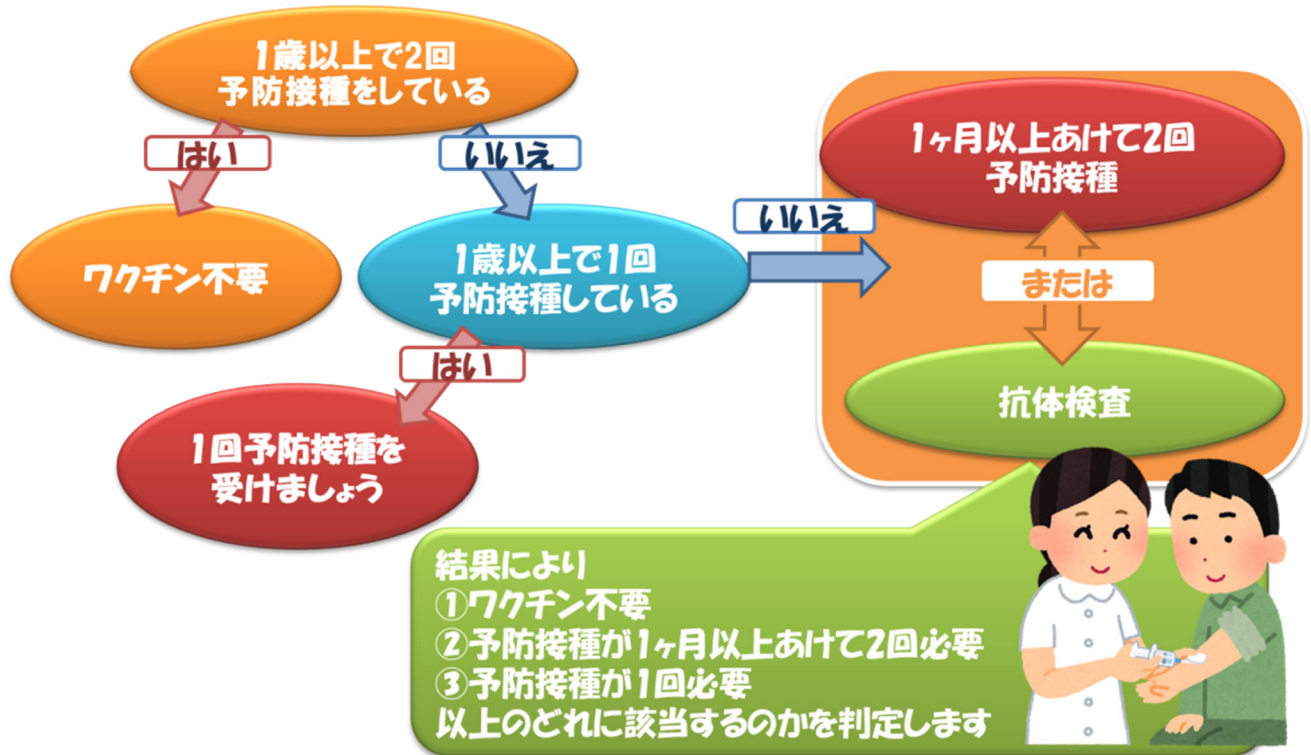 1歳以上で2回
予防接種をしている
はい
いいえ
ワクチン不要
1歳以上で1回
予防接種している
いいえ
1ヶ月以上あけて2回
予防接種
または
抗体検査
はい
1回予防接種を
受けましょう
結果により
①ワクチン不要
②予防接種が1ヶ月以上あけて2回必要
③予防接種が1回必要
以上のどれに該当するのかを判定します